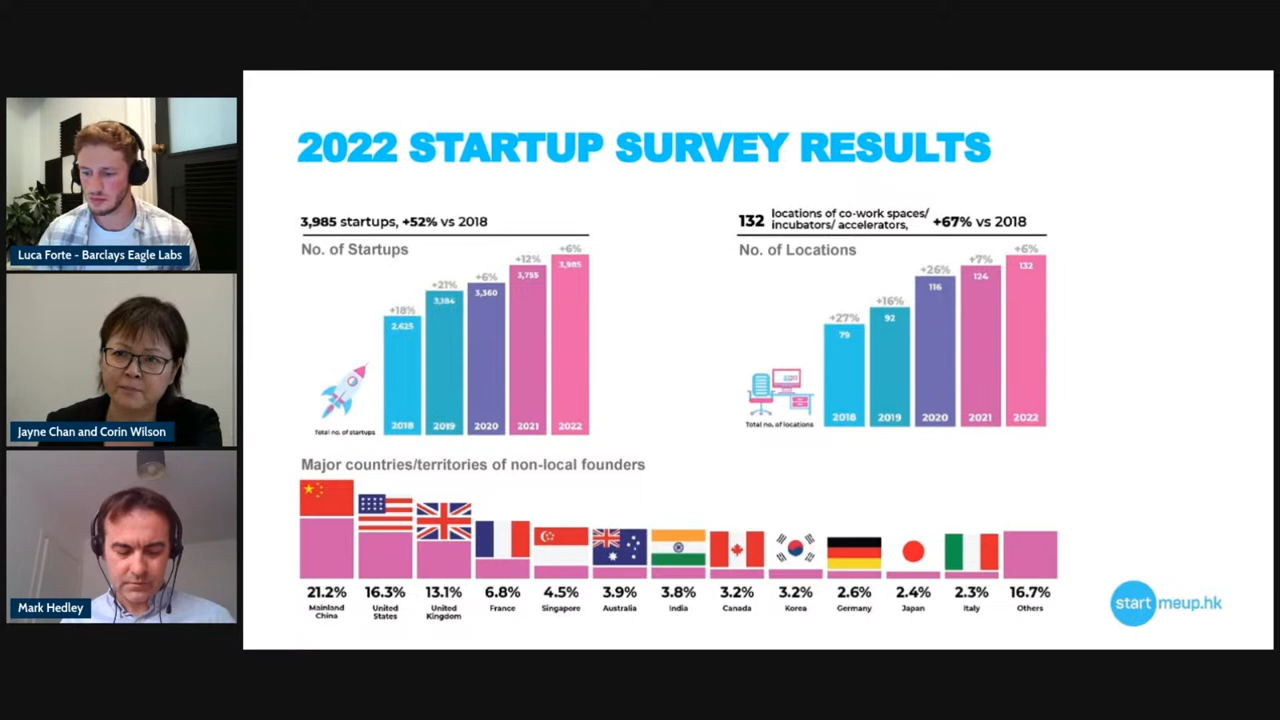 2022 STARTUP SURVEY RESULTS
3,985 startups, +52% vs 2018
No. of Startups
+18%
2,625
2018
+21%
3,184
2019
+6%
3,360
2020
+12%
3,755
2021
+6%
3,985
2022
Total no. of startups
132 locations of co-work spaces/
incubators/ accelerators, +67% vs 2018
No. of Locations
+27%
79
2018
+16%
92
2019
+26%
116
2020
+7%
124
2021
+6%
132
2022
Total no. of locations
Major countries/territories of non-local founders
21.2%
Mainland
China
16.3%
United
States
13.1%
United
Kingdom
6.8%
France
4.5%
Singapore
3.9%
Australia
3.8%
India
3.2%
Canada
3.2%
Korea
2.6%
Germany
2.4%
Japan
2.3%
Italy
16.7%
Others
startmeup.hk
Luca Forte - Barclays Eagle Labs
Jayne Chan and Corin Wilson
Mark Hedley